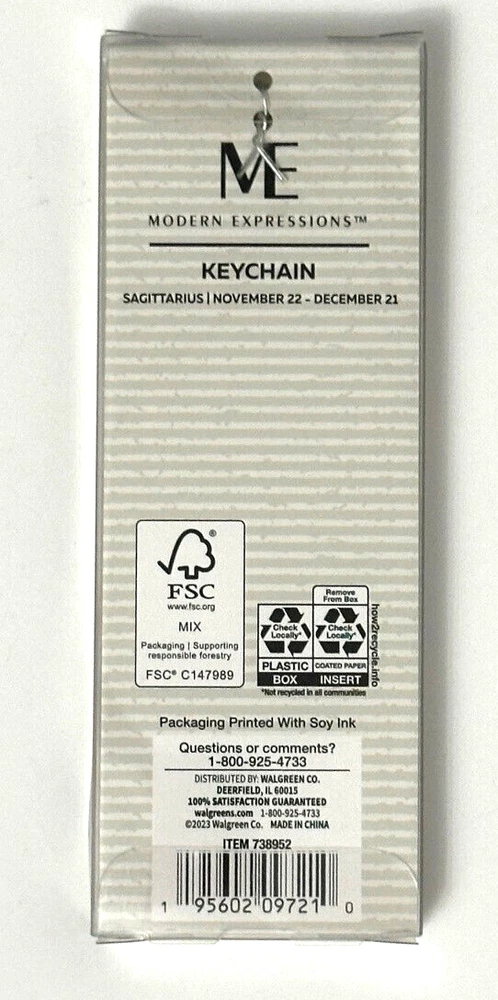 ME
MODERN EXPRESSIONS™
KEYCHAIN
SAGITTARIUS | NOVEMBER 22 - DECEMBER 21
®
FSC
www.fsc.org
MIX
Packaging | Supporting
responsible forestry
FSC® C147989
Remove
From Box
Check
Locally*
Check
Locally*
PLASTIC
COATED PAPER
BOX
INSERT
*Not recycled in all communities
how2recycle.info
Packaging Printed With Soy Ink
Questions or comments?
1-800-925-4733
DISTRIBUTED BY: WALGREEN CO.
DEERFIELD, IL 60015
100% SATISFACTION GUARANTEED
walgreens.com 1-800-925-4733
©2023 Walgreen Co. MADE IN CHINA
ITEM 738952
1 95602 09721 0